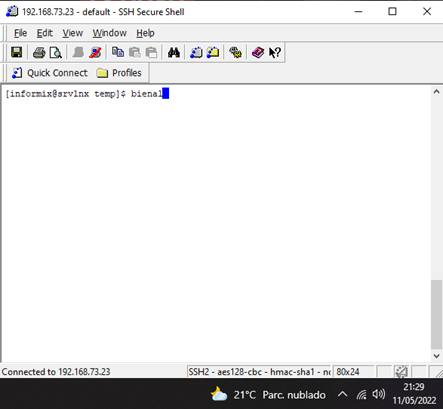 192.168.73.23 - default - SSH Secure Shell
File Edit View Window Help
Quick Connect Profiles
[informix@srvlnx temp]$ bienal
Connected to 192.168.73.23 SSH2 - aes128-cbc - hmac-sha1 - 80x24
21°C Parc. nublado 21:29
11/05/2022